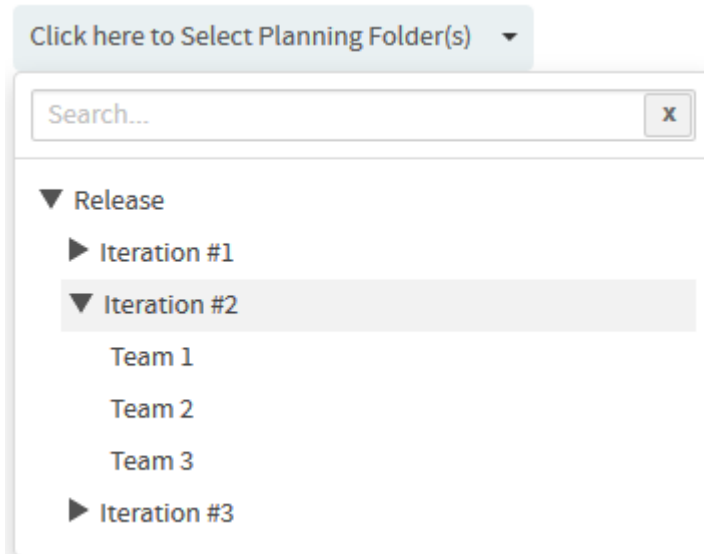 Click here to Select Planning Folder(s)
Search...
x
Release
Iteration #1
Iteration #2
Team 1
Team 2
Team 3
Iteration #3